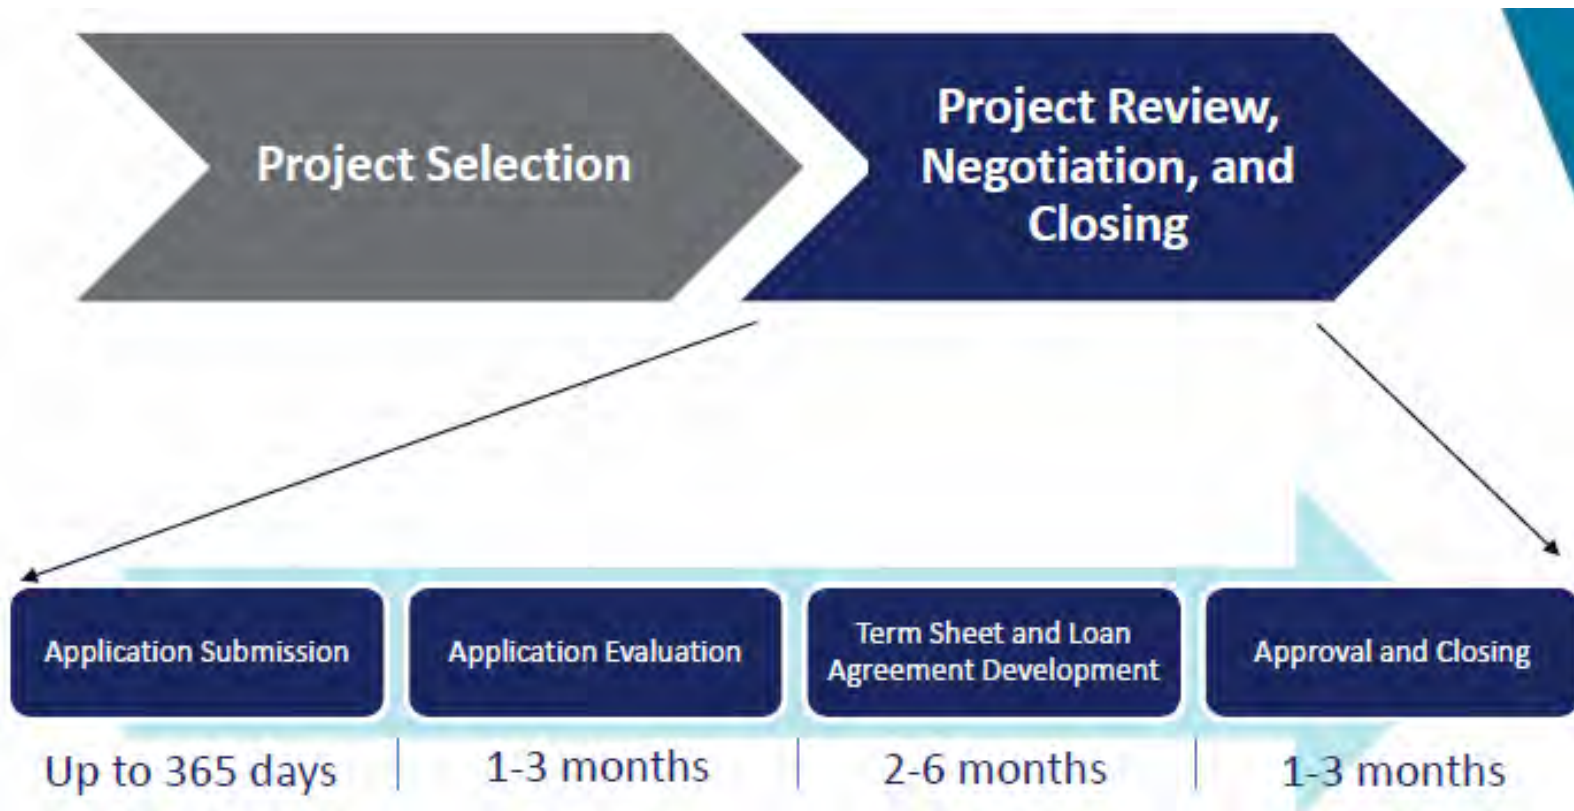 Project Selection
Project Review,
Negotiation, and
Closing
Application Submission
Application Evaluation
Term Sheet and Loan
Agreement Development
Approval and Closing
Up to 365 days
1-3 months
2-6 months
1-3 months